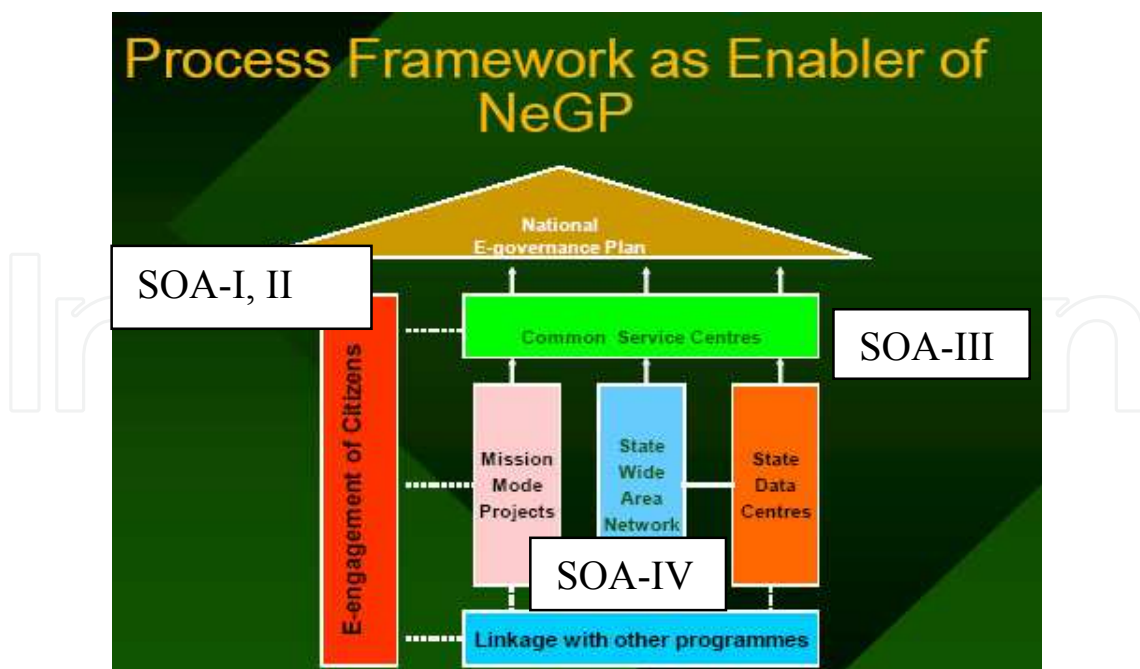 Process Framework as Enabler of
NeGP
National
E-governance Plan
SOA-I, II
Common Service Centres
SOA-III
E-engagement of Citizens
Mission
Mode
Projects
State
Wide
Area
Network
State
Data
Centres
SOA-IV
Linkage with other programmes